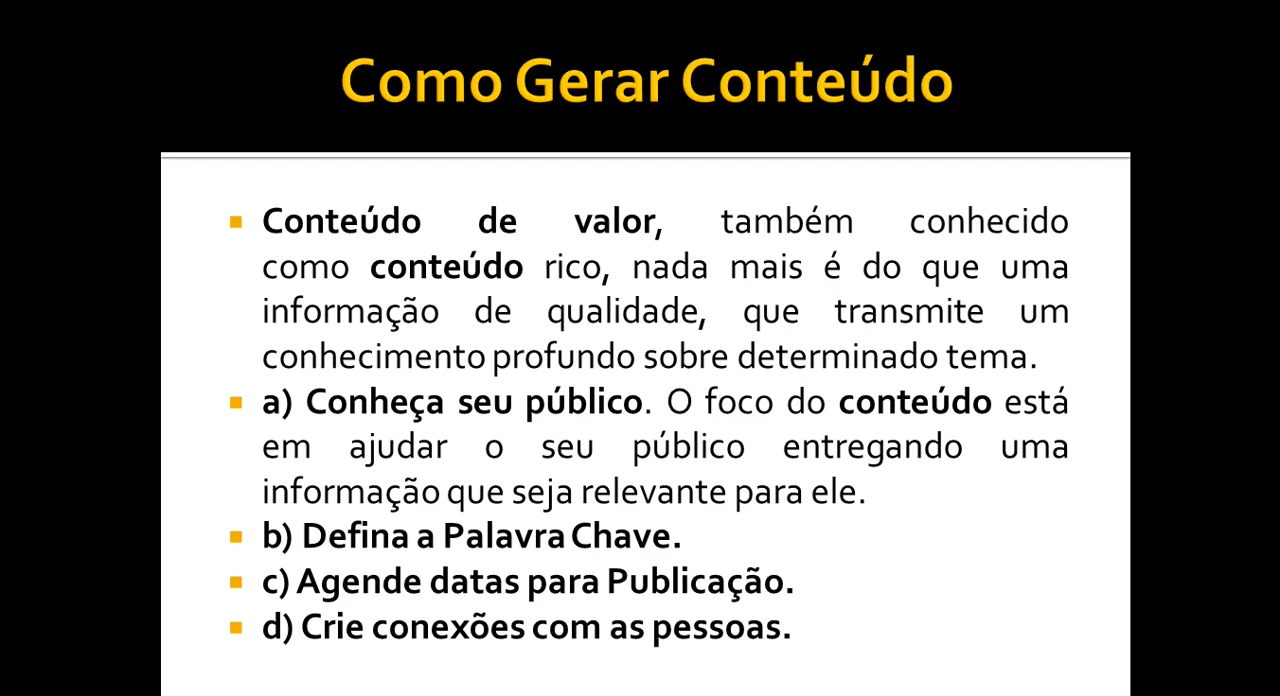 Como Gerar Conteúdo
Conteúdo de valor, também conhecido
como conteúdo rico, nada mais é do que uma
informação de qualidade, que transmite um
conhecimento profundo sobre determinado tema.
a) Conheça seu público. O foco do conteúdo está
em ajudar o seu público entregando uma
informação que seja relevante para ele.
b) Defina a Palavra Chave.
c) Agende datas para Publicação.
d) Crie conexões com as pessoas.